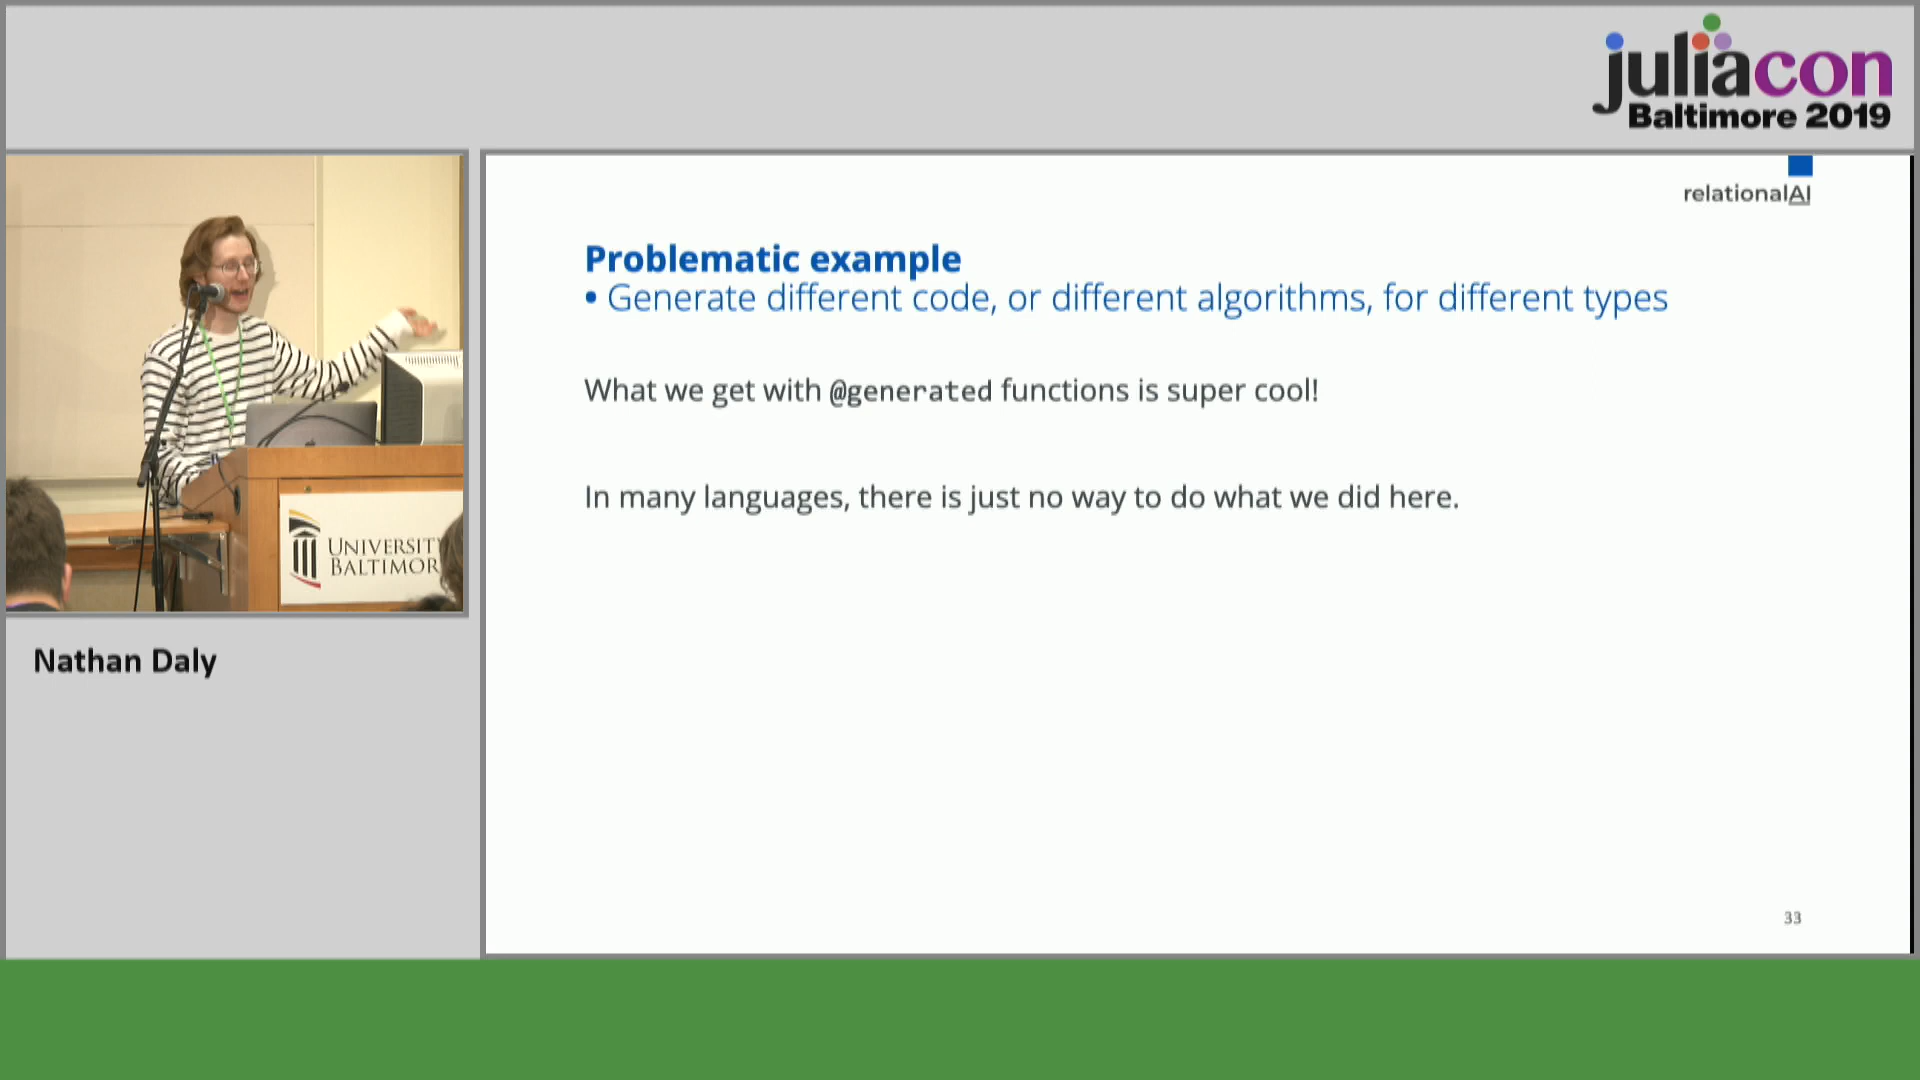 juliacon
Baltimore 2019
relationalAI
Problematic example
• Generate different code, or different algorithms, for different types
What we get with @generated functions is super cool!
In many languages, there is just no way to do what we did here.
33
UNIVERSITY
BALTIMOR
Nathan Daly